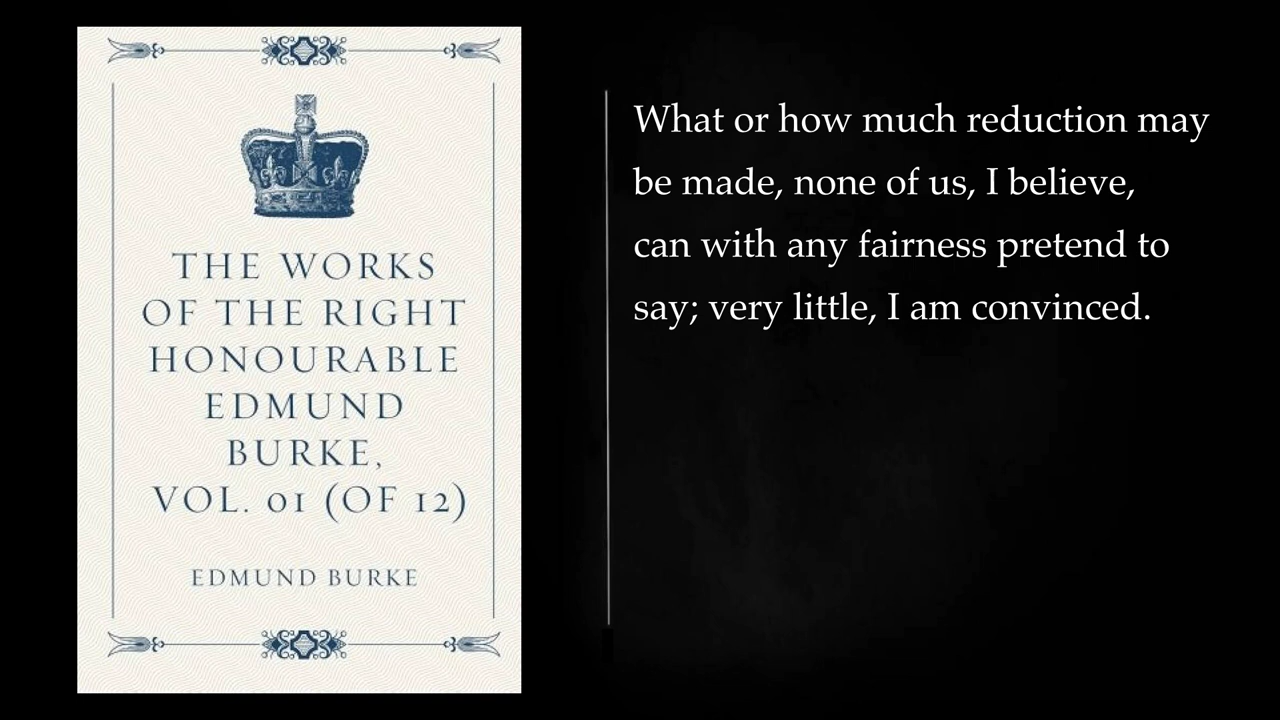 THE WORKS
OF THE RIGHT
HONOURABLE
EDMUND
BURKE,
VOL. 01 (OF 12)
EDMUND BURKE
What or how much reduction may
be made, none of us, I believe,
can with any fairness pretend to
say; very little, I am convinced.